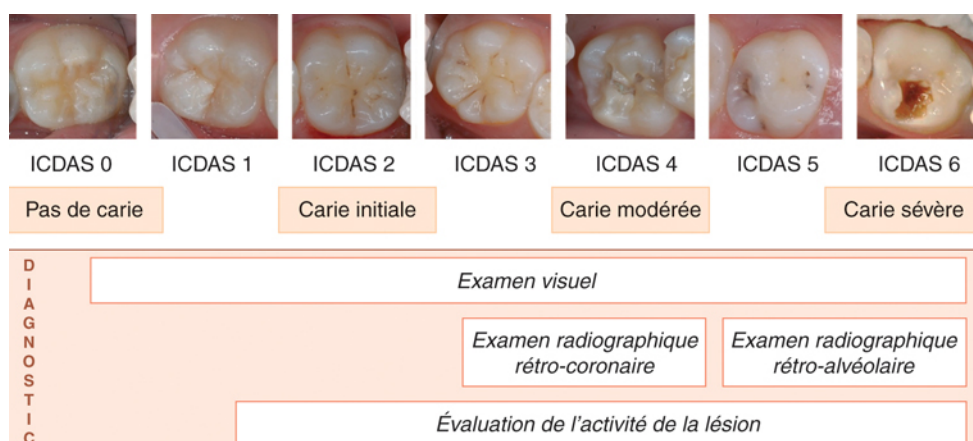 ICDAS 0 ICDAS 1 ICDAS 2 ICDAS 3 ICDAS 4 ICDAS 5 ICDAS 6
Pas de carie Carie initiale Carie modérée Carie sévère
DIAGNOSTIC
Examen visuel
Examen radiographique
rétro-coronaire
Examen radiographique
rétro-alvéolaire
Évaluation de l'activité de la lésion